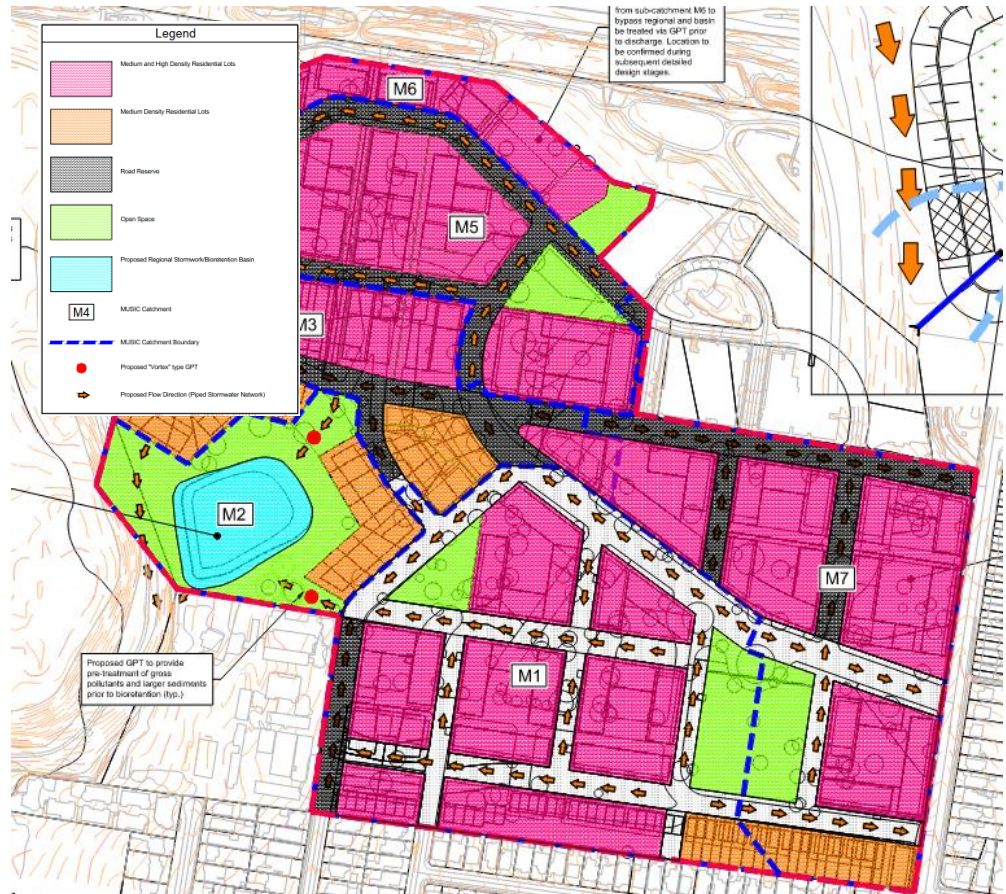 from sub-catchment M6 to
bypass regional and basin
be treated via GPT prior
to discharge. Location to
be confirmed during
subsequent detailed
design stages.
Legend
Medium and High Density Residential Lots
Medium Density Residential Lots
Road Reserve
Open Space
Proposed Regional Stormwork/Bioretention Basin
M4
MUSIC Catchment
MUSIC Catchment Boundary
Proposed "Vortex" type GPT
Proposed Flow Direction (Piped Stormwater Network)
M6
M5
M3
M2
M7
M1
Proposed GPT to provide
pre-treatment of gross
pollutants and larger sediments
prior to bioretention (typ.)